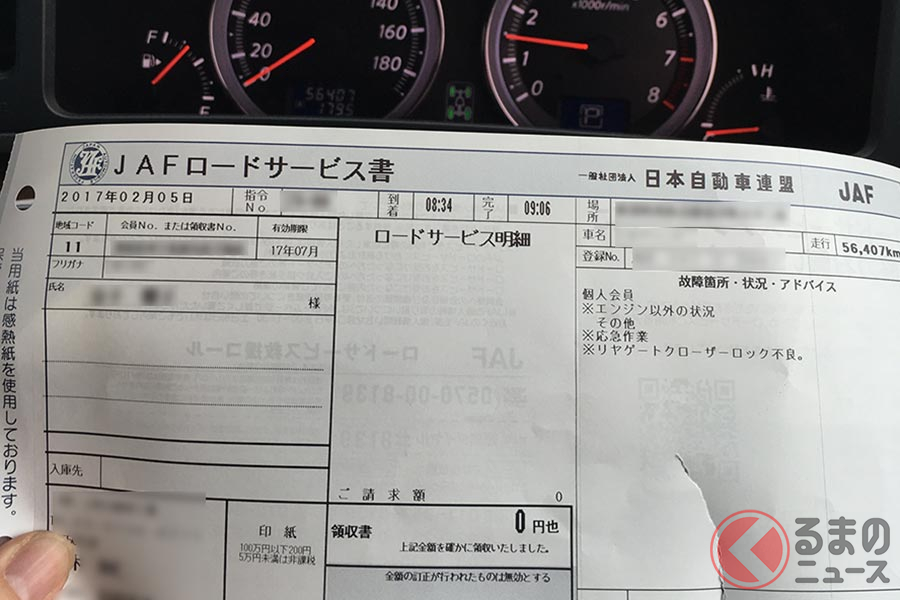 40
20
0
160
180
F
E
56407
1795
x1000r/min
2
1
0
6
7
8
P
H
JAFロードサービス書
一般社団法人 日本自動車連盟 JAF
2017年02月05日
指令No.
到着 08:34
完了 09:06
場所
地域コード 会員No. または領収書No. 有効期限
11 17年07月
フリガナ
氏名
様
ロードサービス明細
車名
走行 56,407km
登録No.
故障箇所・状況・アドバイス
個人会員
※エンジン以外の状況
その他
※応急作業
※リヤゲートクローザーロック不良。
当用紙は感熱紙を使用しております。
JAF ロードサービス救援コール
0570-00-8139
#8139
入庫先
ご請求額 0
印紙
100万円以下200円
5万円未満は非課税
領収書 0円也
上記金額を確かに領収いたしました。
金額の訂正が行われたものは無効とする
くるまのニュース